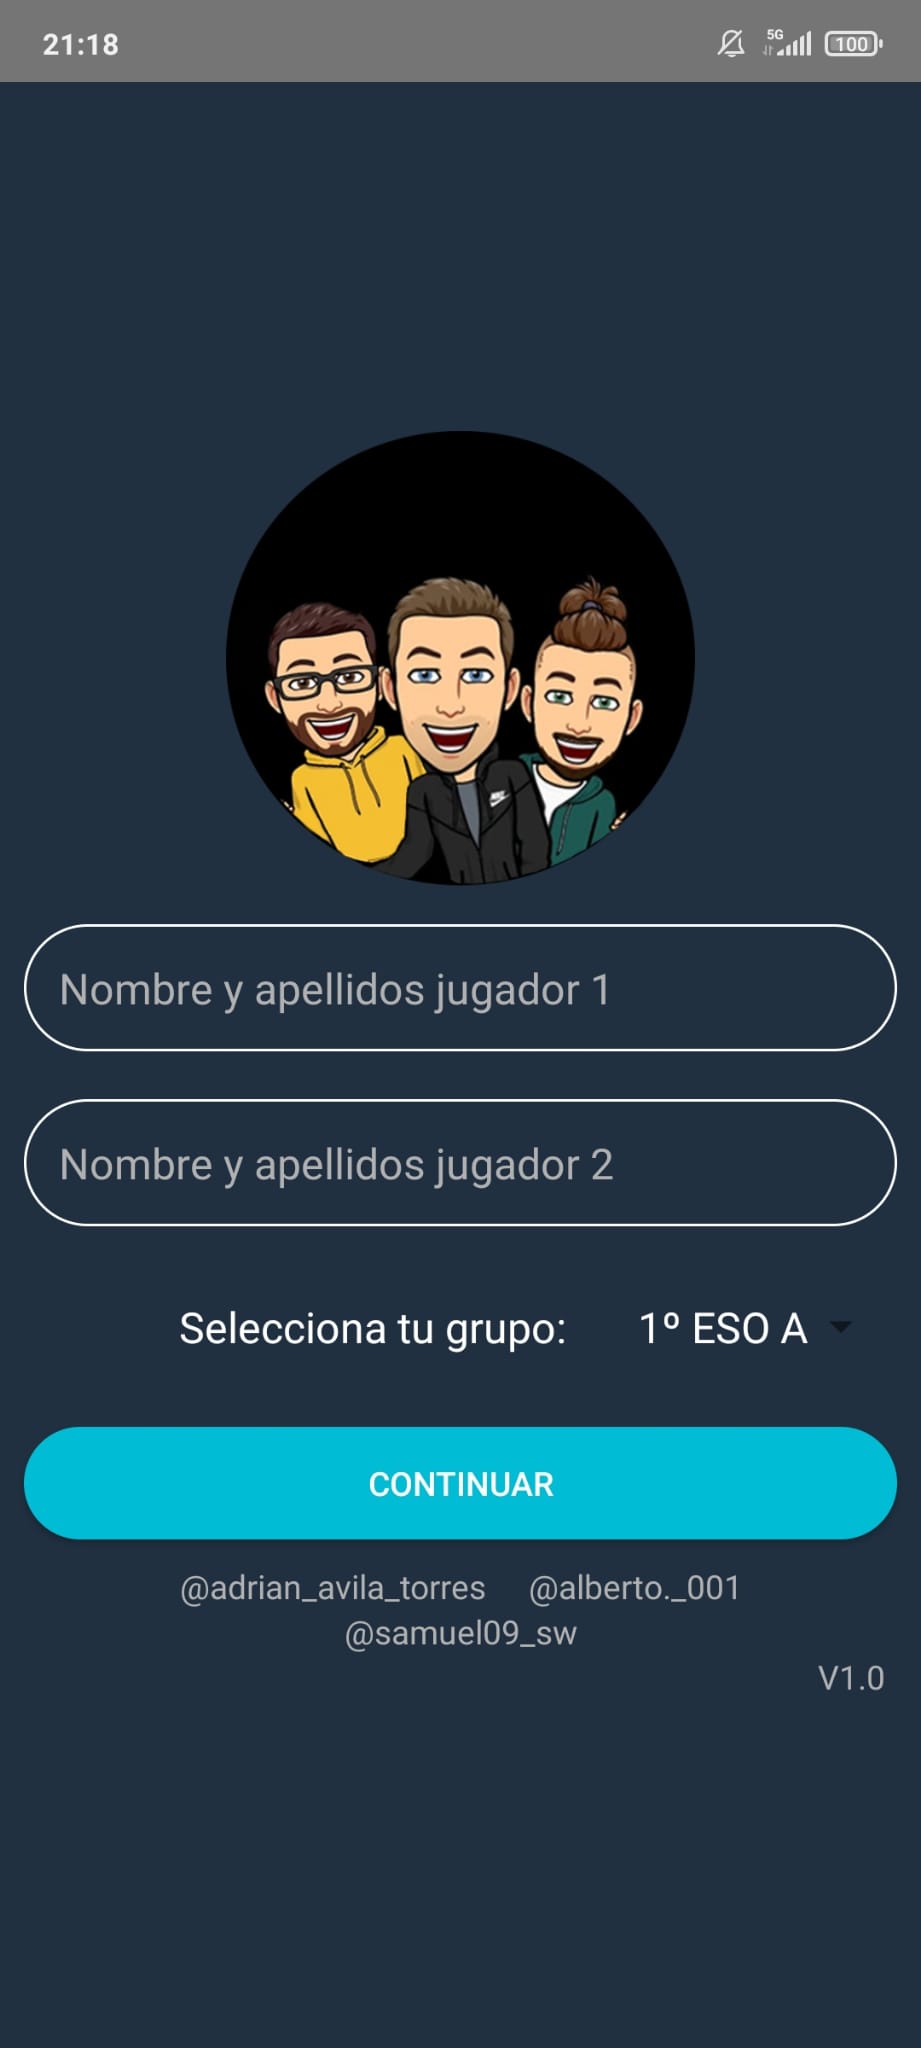 21:18
5G
100
Nombre y apellidos jugador 1
Nombre y apellidos jugador 2
Selecciona tu grupo: 1º ESO A
CONTINUAR
@adrian_avila_torres @alberto._001
@samuel09_sw
V1.0